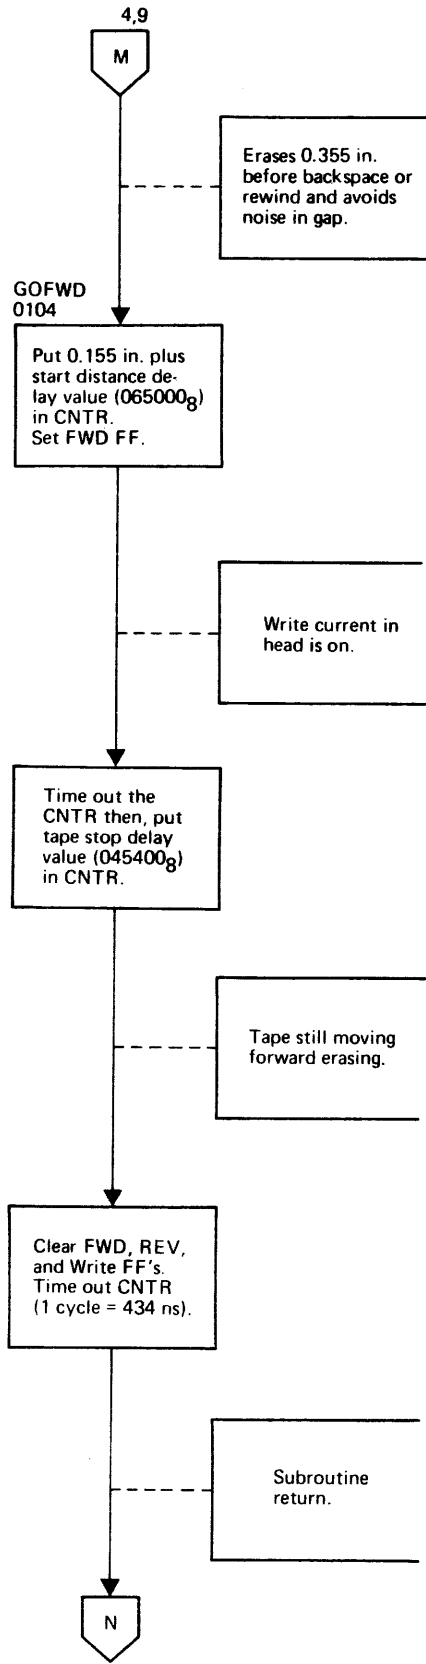 4,9
M
Erases 0.355 in.
before backspace or
rewind and avoids
noise in gap.
GOFWD
0104
Put 0.155 in. plus
start distance de-
lay value (065000₈)
in CNTR.
Set FWD FF.
Write current in
head is on.
Time out the
CNTR then, put
tape stop delay
value (045400₈)
in CNTR.
Tape still moving
forward erasing.
Clear FWD, REV,
and Write FF's.
Time out CNTR
(1 cycle = 434 ns).
Subroutine
return.
N